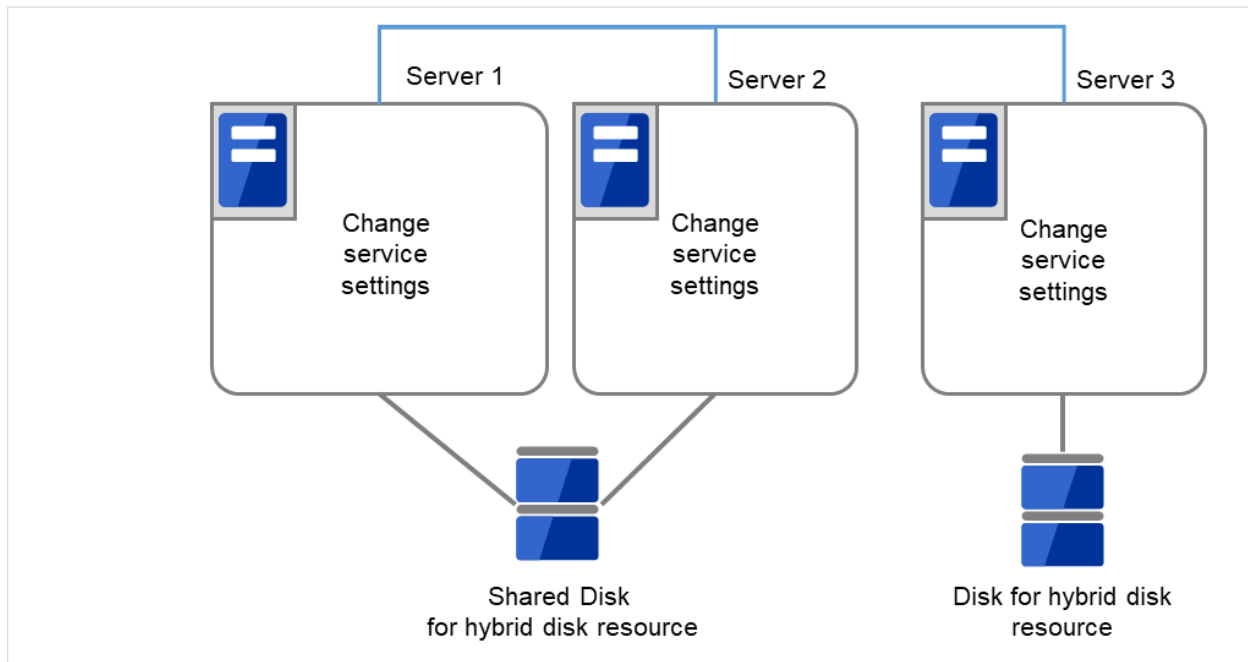 Server 1
Server 2
Server 3
Change
service
settings
Change
service
settings
Change
service
settings
Shared Disk
for hybrid disk resource
Disk for hybrid disk
resource